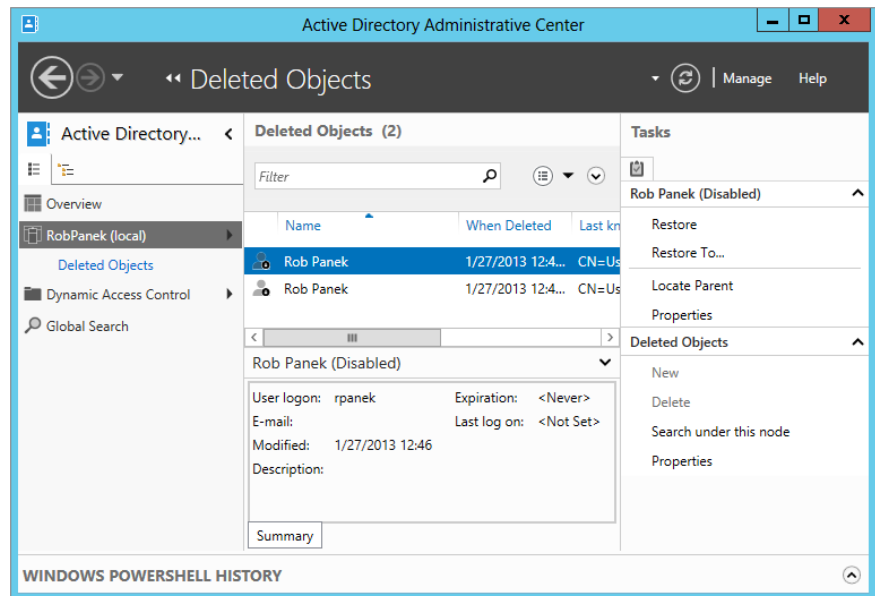 Active Directory Administrative Center
Deleted Objects
Manage Help
Active Directory...
Overview
RobPanek (local)
Deleted Objects
Dynamic Access Control
Global Search
Deleted Objects (2)
Filter
Name When Deleted Last kn
Rob Panek 1/27/2013 12:4... CN=Us
Rob Panek 1/27/2013 12:4... CN=Us
Rob Panek (Disabled)
User logon: rpanek Expiration: <Never>
E-mail: Last log on: <Not Set>
Modified: 1/27/2013 12:46
Description:
Summary
Tasks
Rob Panek (Disabled)
Restore
Restore To...
Locate Parent
Properties
Deleted Objects
New
Delete
Search under this node
Properties
WINDOWS POWERSHELL HISTORY